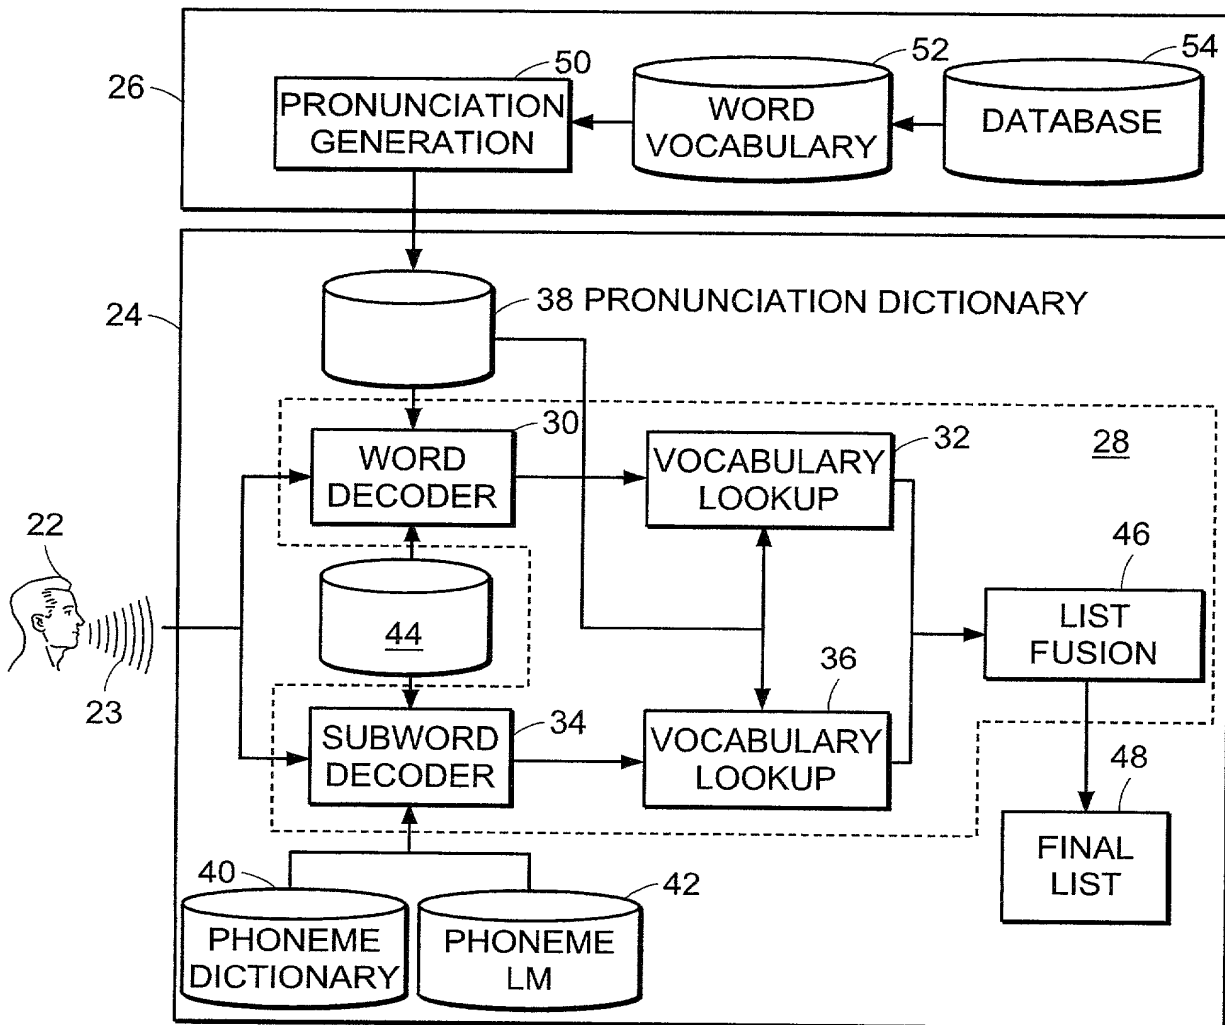 50
52
54
26
PRONUNCIATION
GENERATION
WORD
VOCABULARY
DATABASE
24
38 PRONUNCIATION DICTIONARY
30
32
28
WORD
DECODER
VOCABULARY
LOOKUP
22
46
44
LIST
FUSION
23
36
34
SUBWORD
DECODER
VOCABULARY
LOOKUP
48
FINAL
LIST
40
42
PHONEME
DICTIONARY
PHONEME
LM